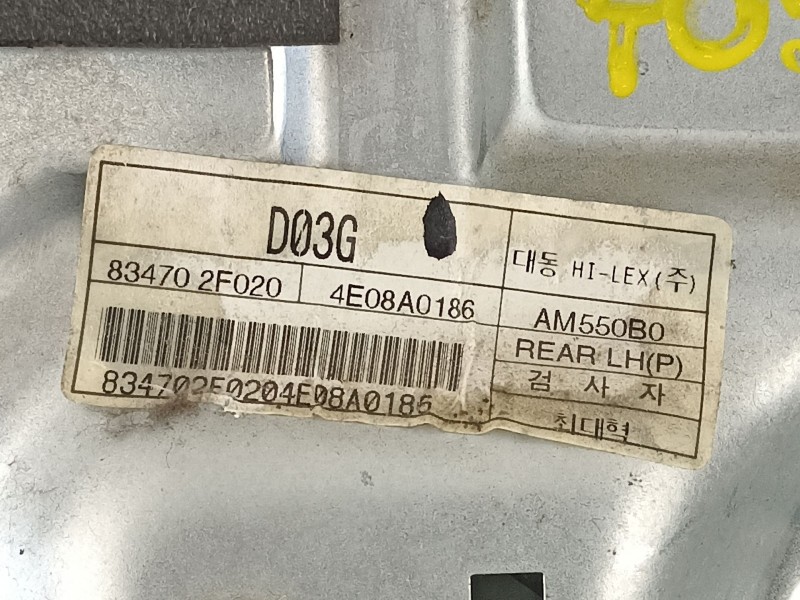 D03G
대동 HI-LEX(주)
83470 2F020
4E08A0186
AM550B0
REAR LH(P)
검 사 자
최대혁
834702F0204E08A0186